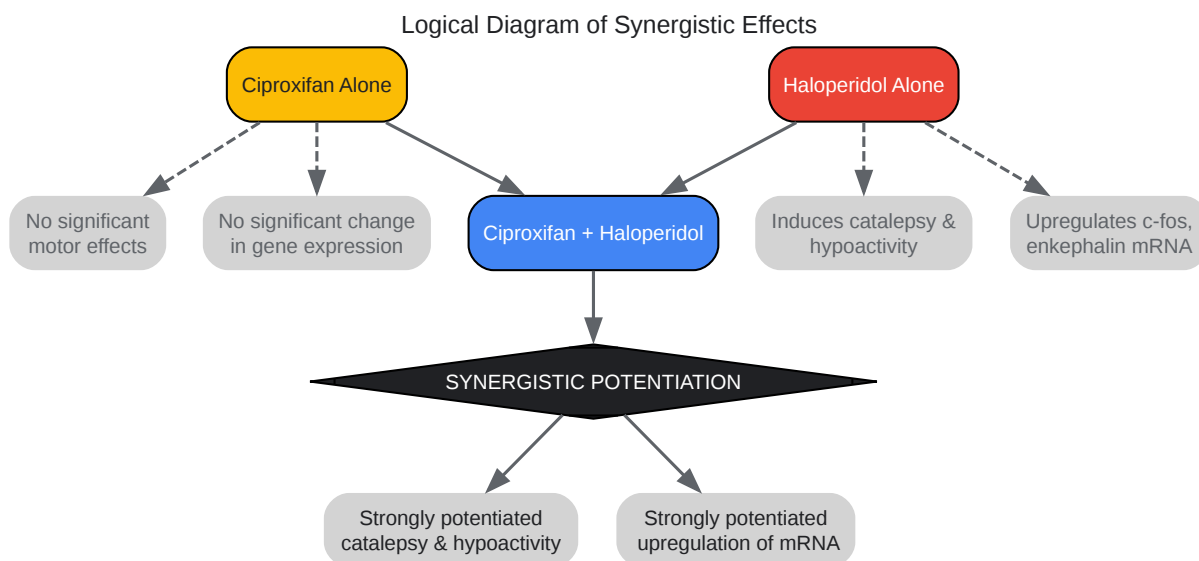 Logical Diagram of Synergistic Effects
Ciproxifan Alone
Haloperidol Alone
No significant
motor effects
No significant change
in gene expression
Ciproxifan + Haloperidol
Induces catalepsy &
hypoactivity
Upregulates c-fos,
enkephalin mRNA
SYNERGISTIC POTENTIATION
Strongly potentiated
catalepsy & hypoactivity
Strongly potentiated
upregulation of mRNA